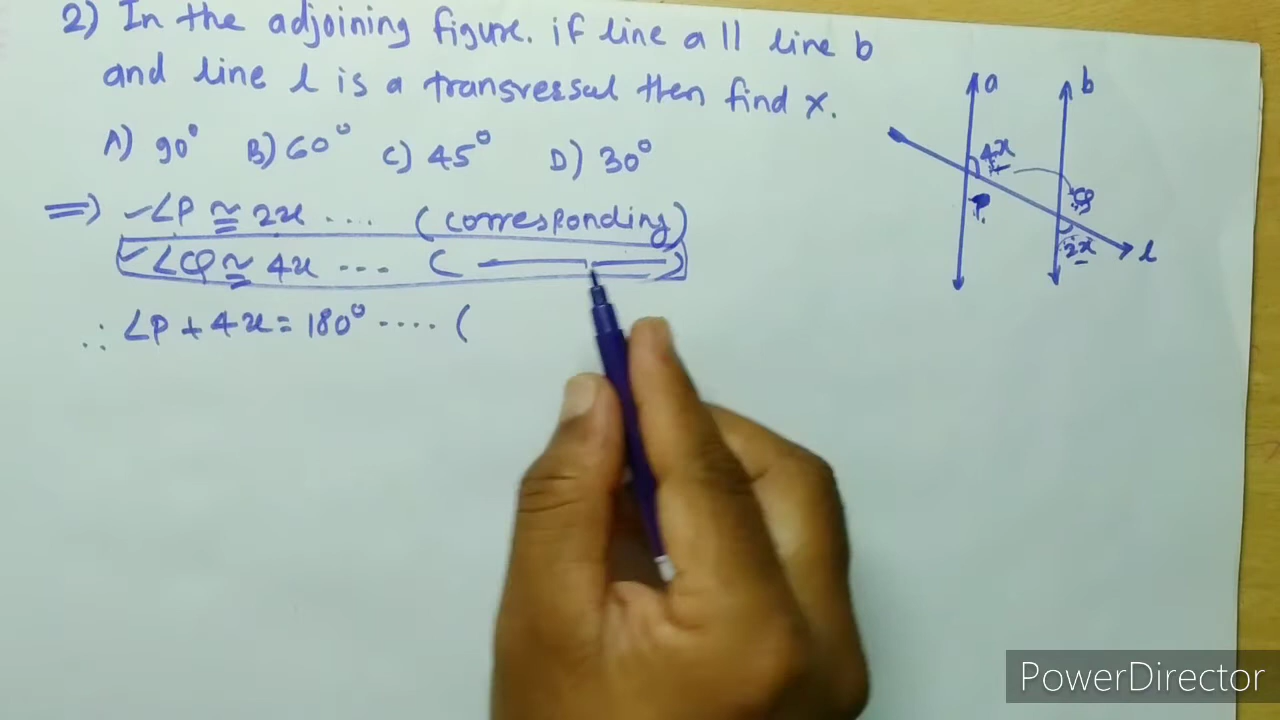 2) In the adjoining figure. if line a || line b
and line l is a transversal then find x.
A) 90° B) 60° C) 45° D) 30°
=> ∠P ≅ 2x .... (corresponding)
∠Q ≅ 4x ... ( )
∴ ∠P + 4x = 180° .... (
a
b
4x
P
Q
2x
l
PowerDirector